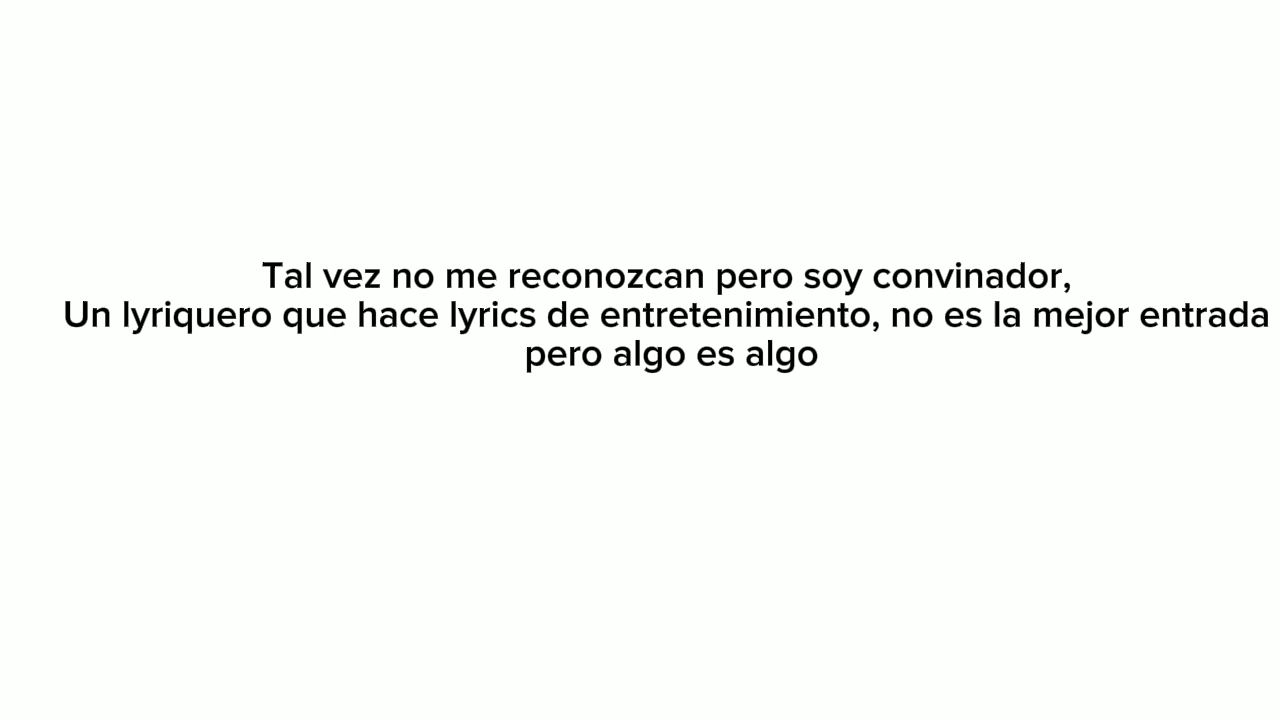 Tal vez no me reconozcan pero soy convinador,
Un lyriquero que hace lyrics de entretenimiento, no es la mejor entrada
pero algo es algo